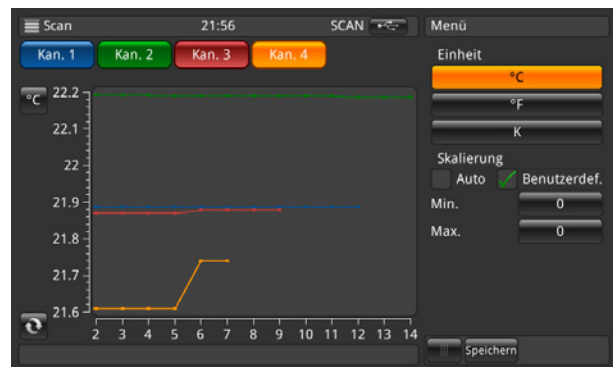 Scan 21:56 SCAN
Kan. 1 Kan. 2 Kan. 3 Kan. 4
°C
22.2
22.1
22
21.9
21.8
21.7
21.6
2 3 4 5 6 7 8 9 10 11 12 13 14
Menü
Einheit
°C
°F
K
Skalierung
Auto Benutzerdef.
Min. 0
Max. 0
Speichern